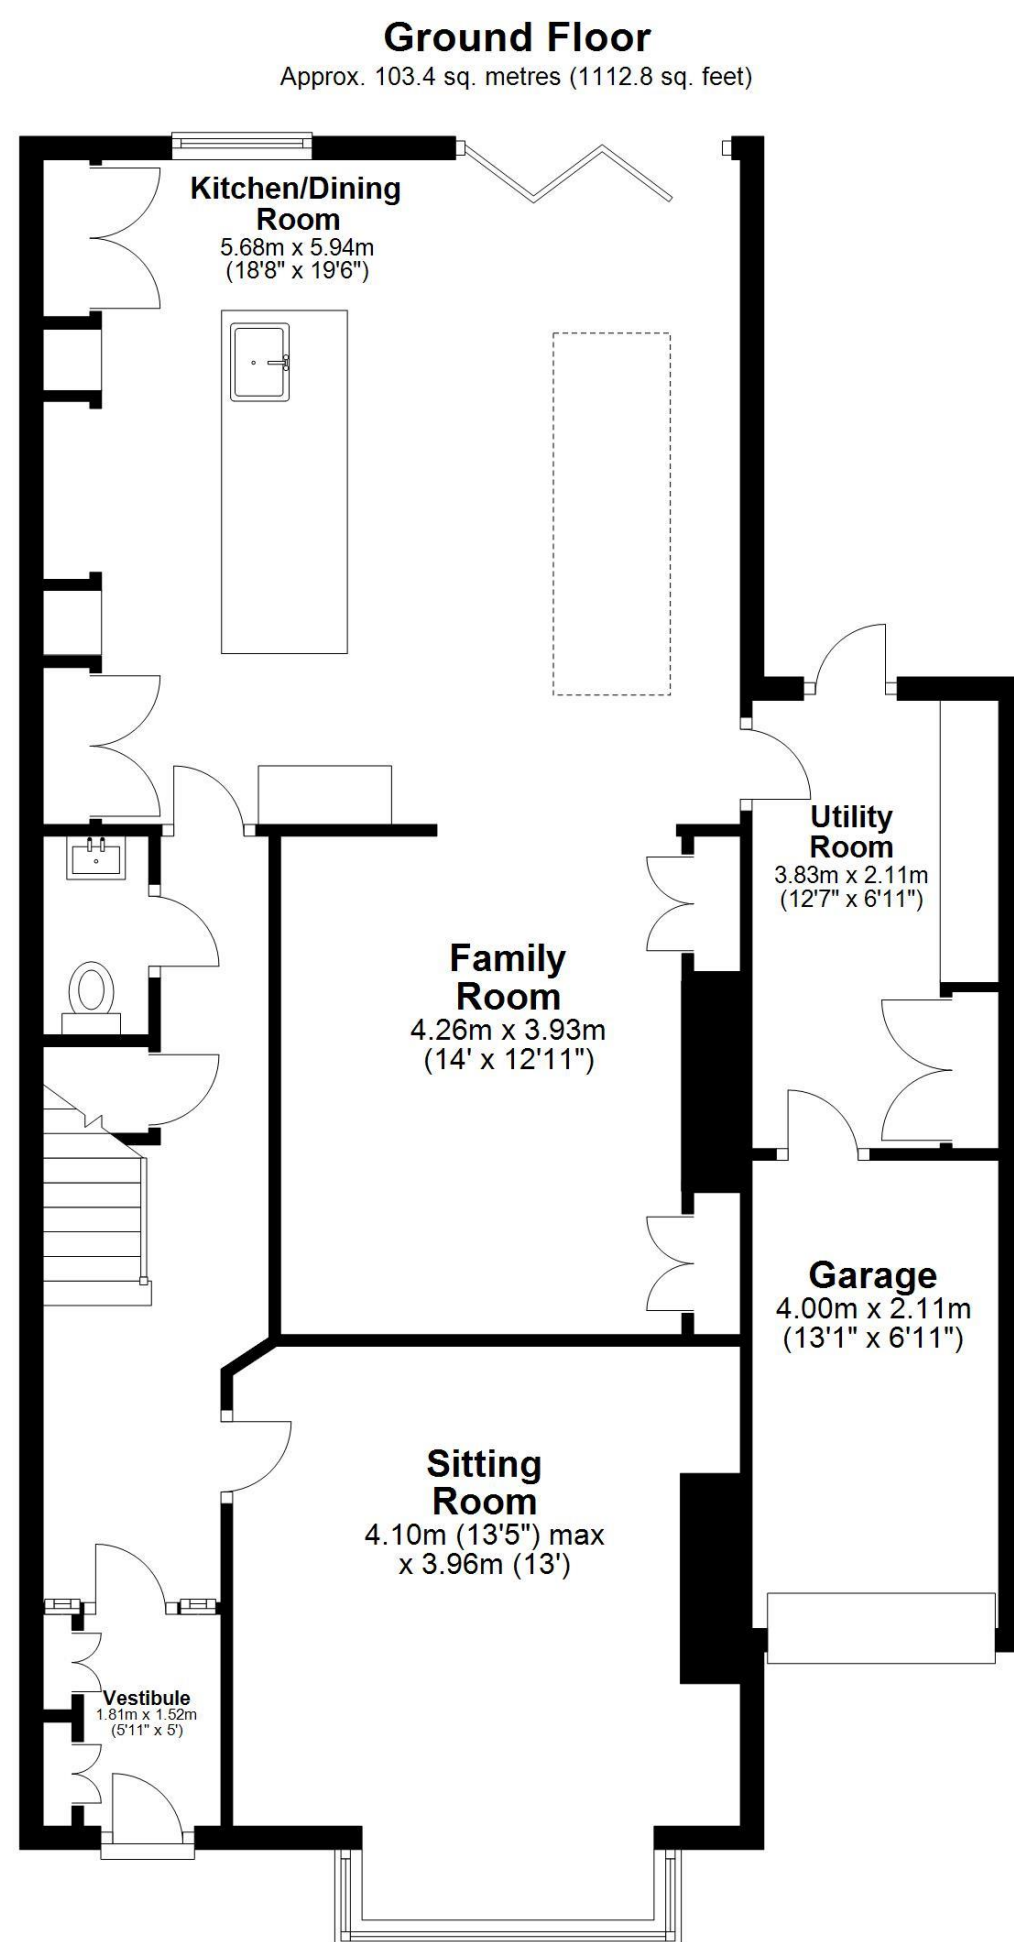 Ground Floor
Approx. 103.4 sq. metres (1112.8 sq. feet)
Kitchen/Dining
Room
5.68m x 5.94m
(18'8" x 19'6")
Utility
Room
3.83m x 2.11m
(12'7" x 6'11")
Family
Room
4.26m x 3.93m
(14' x 12'11")
Garage
4.00m x 2.11m
(13'1" x 6'11")
Sitting
Room
4.10m (13'5") max
x 3.96m (13')
Vestibule
1.81m x 1.52m
(5'11" x 5')